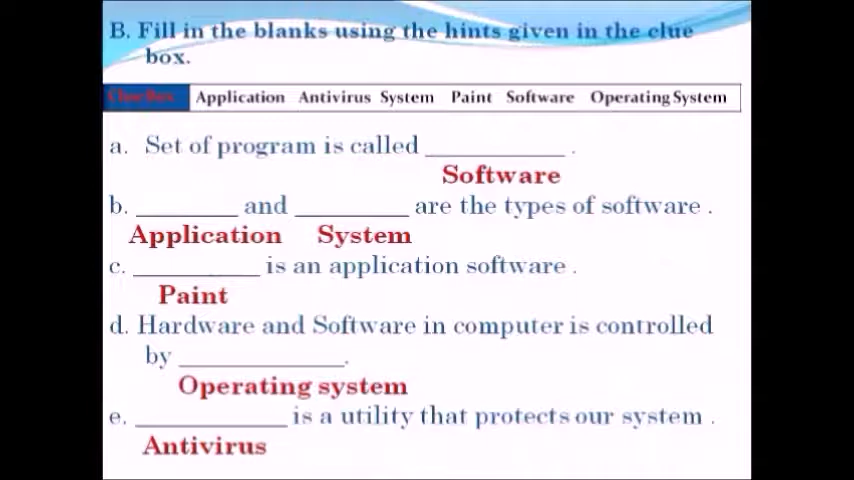 B. Fill in the blanks using the hints given in the clue
box.
Clue Box Application Antivirus System Paint Software Operating System
a. Set of program is called __________ .
Software
b. ________ and _________ are the types of software .
Application System
c. __________ is an application software .
Paint
d. Hardware and Software in computer is controlled
by _____________.
Operating system
e. ____________ is a utility that protects our system .
Antivirus